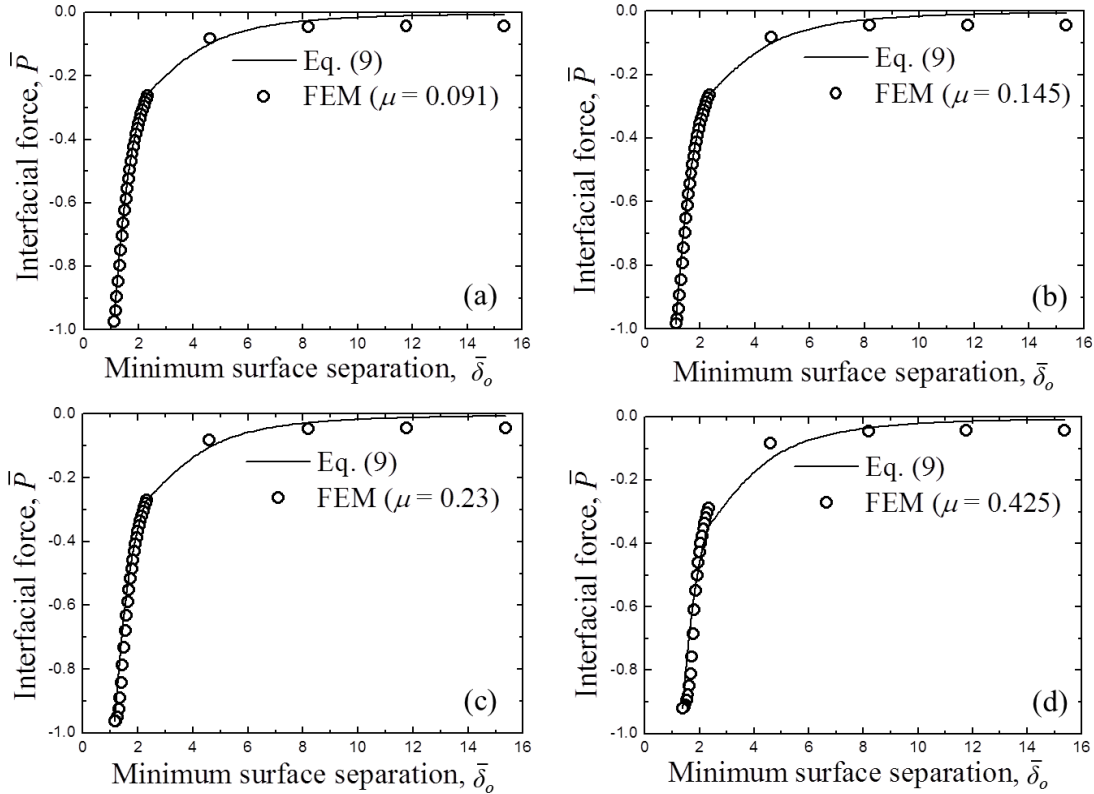 0.0
-0.2
-0.4
-0.6
-0.8
-1.0
Interfacial force, P̅
Eq. (9)
FEM (μ = 0.091)
(a)
0 2 4 6 8 10 12 14 16
Minimum surface separation, δ̅ₒ
0.0
-0.2
-0.4
-0.6
-0.8
-1.0
Interfacial force, P̅
Eq. (9)
FEM (μ = 0.145)
(b)
0 2 4 6 8 10 12 14 16
Minimum surface separation, δ̅ₒ
0.0
-0.2
-0.4
-0.6
-0.8
-1.0
Interfacial force, P̅
Eq. (9)
FEM (μ = 0.23)
(c)
0 2 4 6 8 10 12 14 16
Minimum surface separation, δ̅ₒ
0.0
-0.2
-0.4
-0.6
-0.8
-1.0
Interfacial force, P̅
Eq. (9)
FEM (μ = 0.425)
(d)
0 2 4 6 8 10 12 14 16
Minimum surface separation, δ̅ₒ